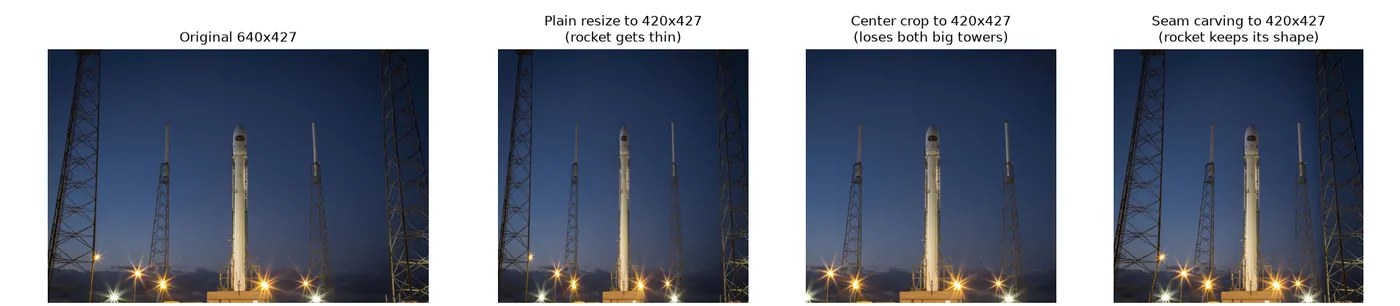 Original 640x427
Plain resize to 420x427
(rocket gets thin)
Center crop to 420x427
(loses both big towers)
Seam carving to 420x427
(rocket keeps its shape)